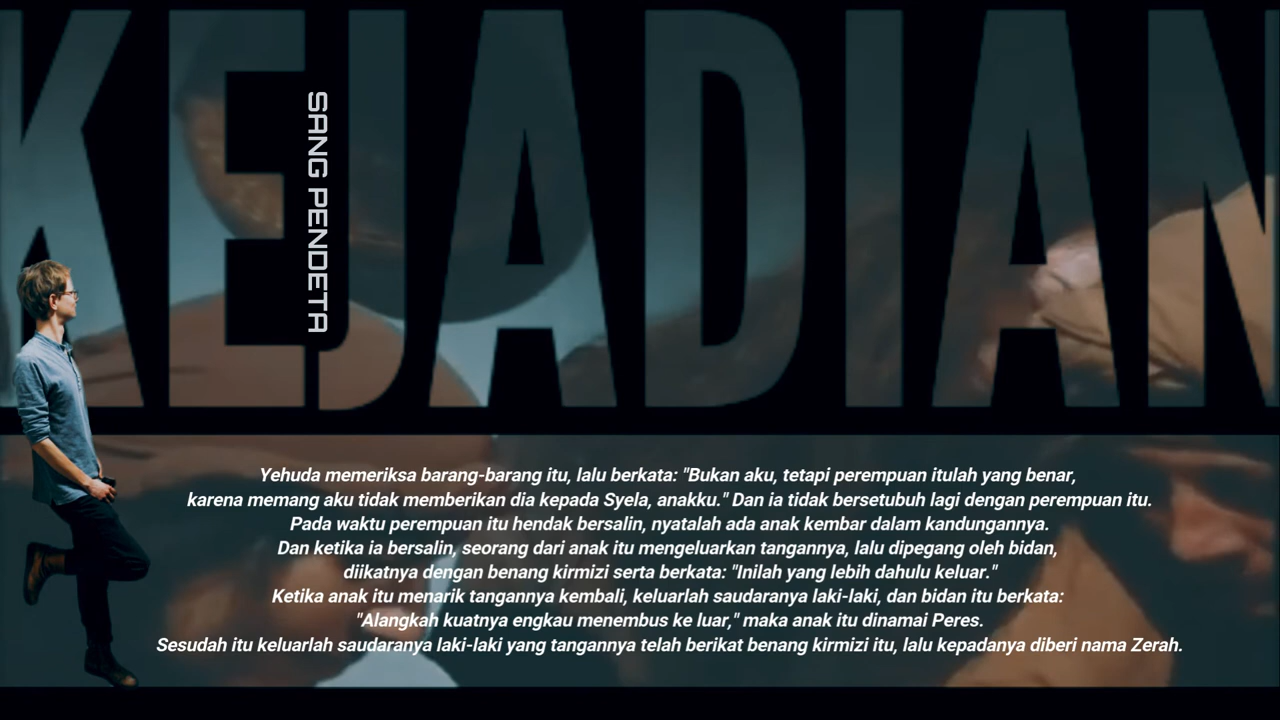 KEJADIAN
SANG PENDETA
Yehuda memeriksa barang-barang itu, lalu berkata: "Bukan aku, tetapi perempuan itulah yang benar,
karena memang aku tidak memberikan dia kepada Syela, anakku." Dan ia tidak bersetubuh lagi dengan perempuan itu.
Pada waktu perempuan itu hendak bersalin, nyatalah ada anak kembar dalam kandungannya.
Dan ketika ia bersalin, seorang dari anak itu mengeluarkan tangannya, lalu dipegang oleh bidan,
diikatnya dengan benang kirmizi serta berkata: "Inilah yang lebih dahulu keluar."
Ketika anak itu menarik tangannya kembali, keluarlah saudaranya laki-laki, dan bidan itu berkata:
"Alangkah kuatnya engkau menembus ke luar," maka anak itu dinamai Peres.
Sesudah itu keluarlah saudaranya laki-laki yang tangannya telah berikat benang kirmizi itu, lalu kepadanya diberi nama Zerah.